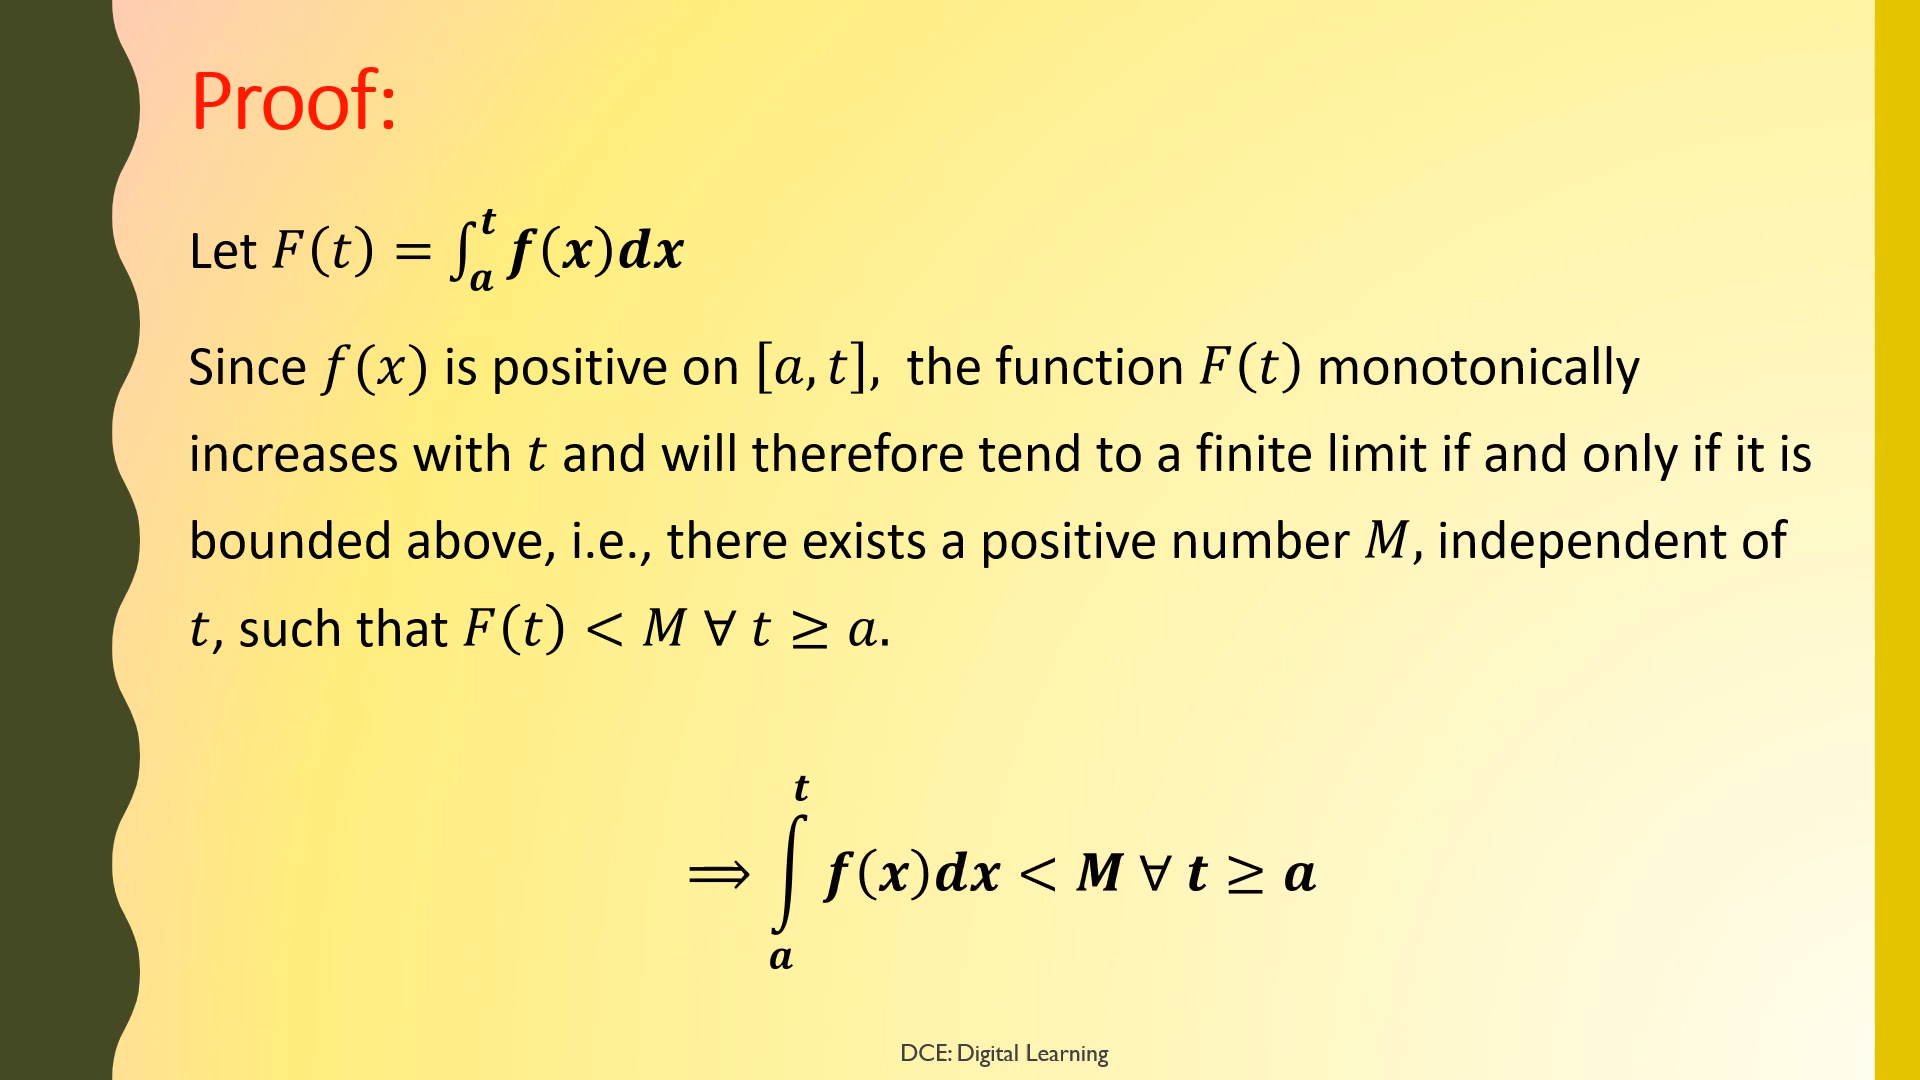 Proof:
Let 𝐹(𝑡) = ∫ₐᵗ 𝒇(𝒙)𝒅𝒙
Since 𝑓(𝑥) is positive on [𝑎, 𝑡], the function 𝐹(𝑡) monotonically
increases with 𝑡 and will therefore tend to a finite limit if and only if it is
bounded above, i.e., there exists a positive number 𝑀, independent of
𝑡, such that 𝐹(𝑡) < 𝑀 ∀ 𝑡 ≥ 𝑎.
⟹ ∫ₐᵗ 𝒇(𝒙)𝒅𝒙 < 𝑴 ∀ 𝒕 ≥ 𝒂
DCE: Digital Learning